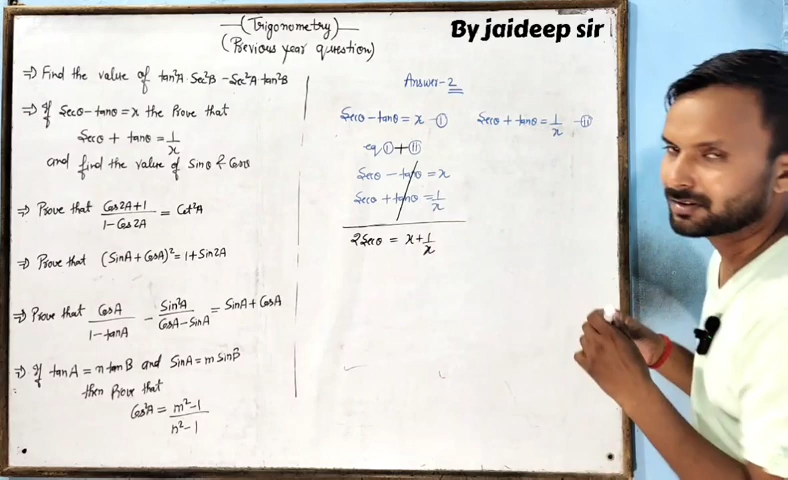 (Trigonometry)
(Previous year question)
By jaideep sir
⇒ Find the value of tan²A Sec²B - Sec²A tan²B
⇒ If Secθ - tanθ = x the Prove that
Secθ + tanθ = 1/x
and find the value of Sinθ & Cosθ
⇒ Prove that (Cos2A+1)/(1-Cos2A) = Cot²A
⇒ Prove that (SinA + CosA)² = 1 + Sin2A
⇒ Prove that CosA/(1-tanA) - Sin²A/(CosA-SinA) = SinA + CosA
⇒ If tanA = n tanB and SinA = m SinB
then Prove that
Cos²A = (m²-1)/(n²-1)
Answer-2
Secθ - tanθ = x -①
Secθ + tanθ = 1/x -②
eq ① + ②
Secθ - tanθ = x
Secθ + tanθ = 1/x
2Secθ = x + 1/x